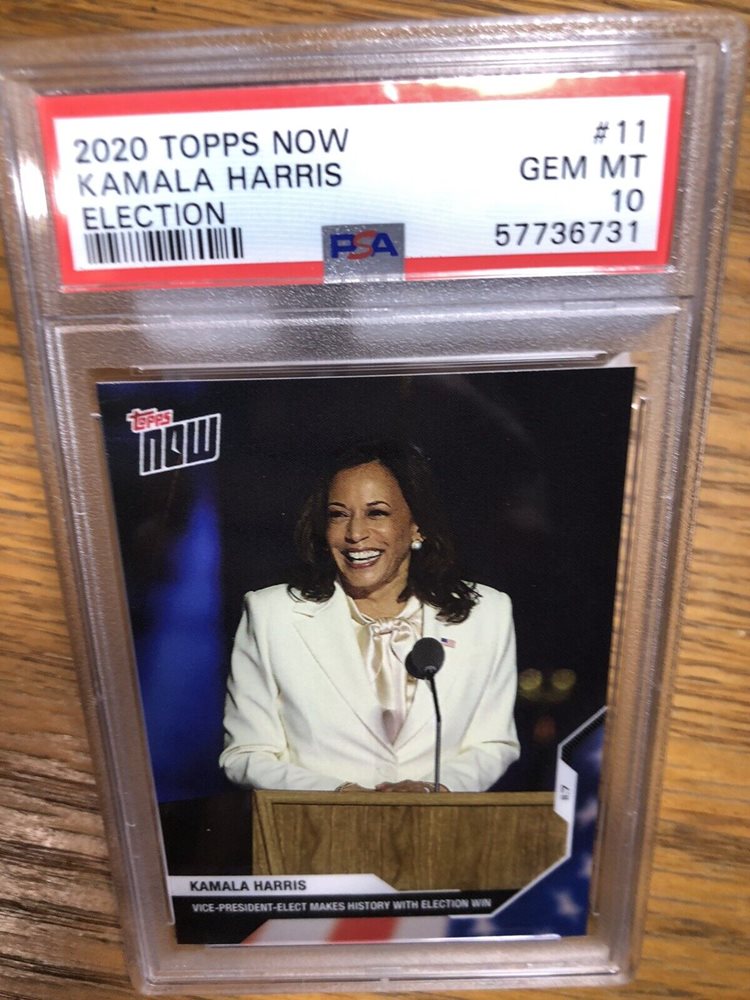 2020 TOPPS NOW
KAMALA HARRIS
ELECTION
#11
GEM MT
10
57736731
PSA
topps
NOW
KAMALA HARRIS
VICE-PRESIDENT-ELECT MAKES HISTORY WITH ELECTION WIN